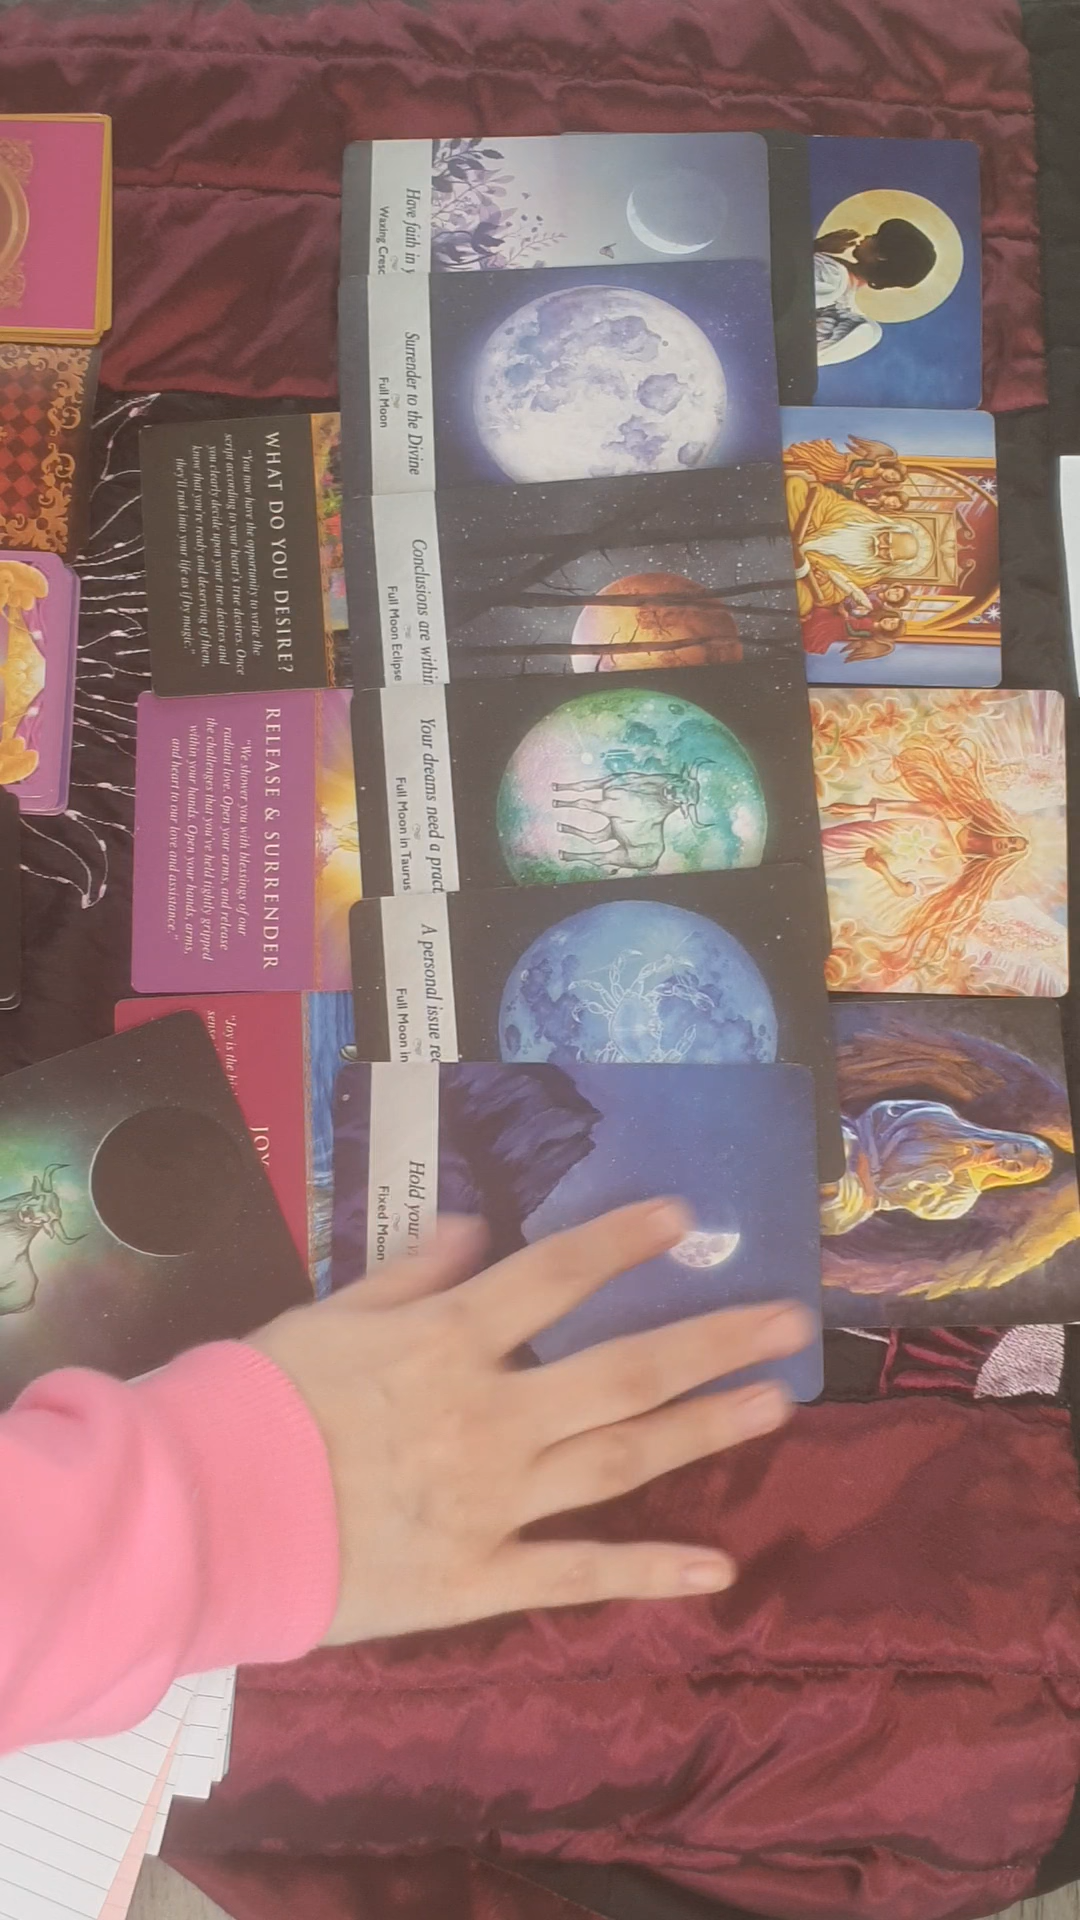 Have faith in y
Waxing Cresc
Surrender to the Divine
Full Moon
Conclusions are within
Full Moon Eclipse
Your dreams need a pract
Full Moon in Taurus
A personal issue rea
Full Moon in
Hold your vi
Fixed Moon
WHAT DO YOU DESIRE?
"You now have the opportunity to write the
script according to your heart's true desires. Once
you clearly decide upon your true desires and
know that you're ready and deserving of them,
they'll rush into your life as if by magic."
RELEASE & SURRENDER
"We shower you with blessings of our
radiant love. Open your arms, and release
the challenges that you've held tightly gripped
within your hands. Open your hands, arms,
and heart to our love and assistance."
JOY
"Joy is the hi
sens